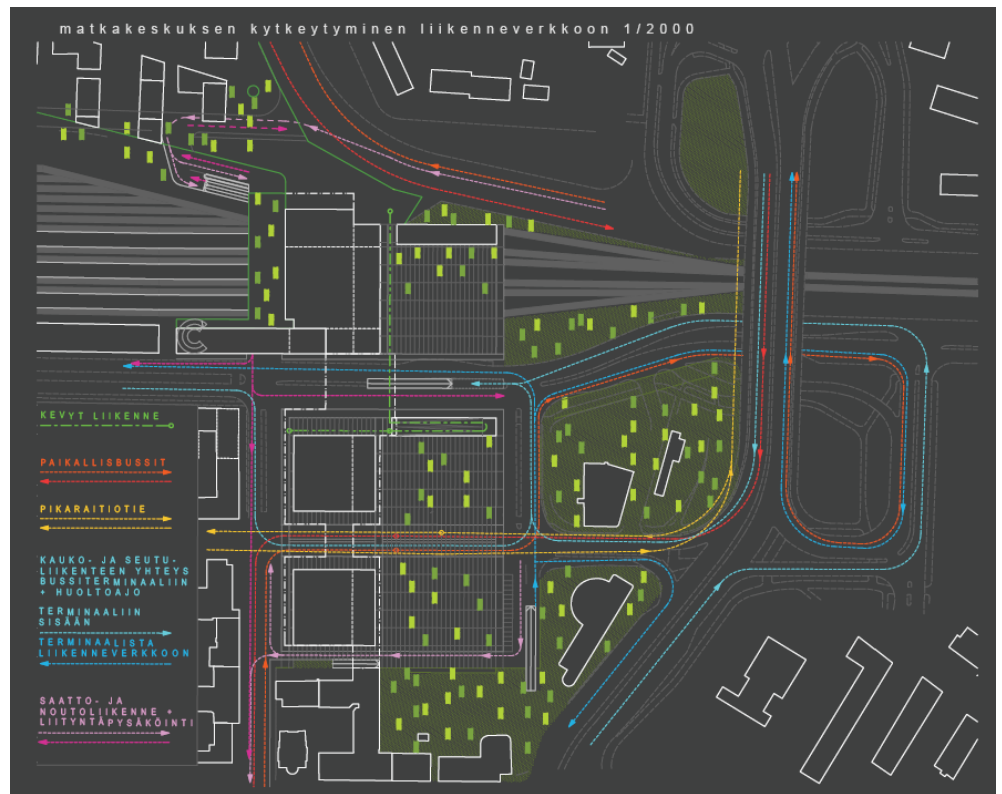 matkakeskuksen kytkeytyminen liikenneverkkoon 1/2000
C
KEVYT LIIKENNE
PAIKALLISBUSSIT
PIKARAITIOTIE
KAUKO- JA SEUTU-
LIIKENTEEN YHTEYS
BUSSITERMINAALIIN
+ HUOLTOAJO
TERMINAALIIN
SISÄÄN
TERMINAALISTA
LIIKENNEVERKKOON
SAATTO- JA
NOUTOLIIKENNE +
LIITYNTÄPYSÄKÖINTI